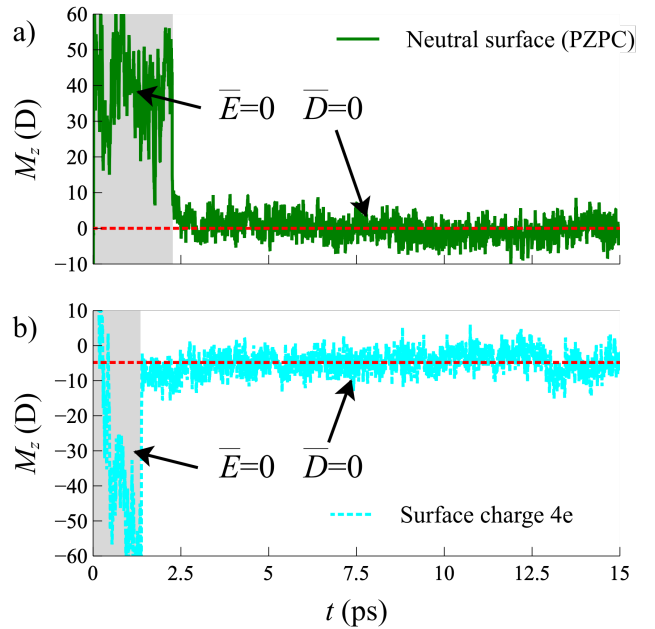 a)
60
50
40
30
20
10
0
−10
M_z (D)
Neutral surface (PZPC)
E̅=0 D̅=0
b)
10
0
−10
−20
−30
−40
−50
−60
M_z (D)
E̅=0 D̅=0
Surface charge 4e
0 2.5 5 7.5 10 12.5 15
t (ps)